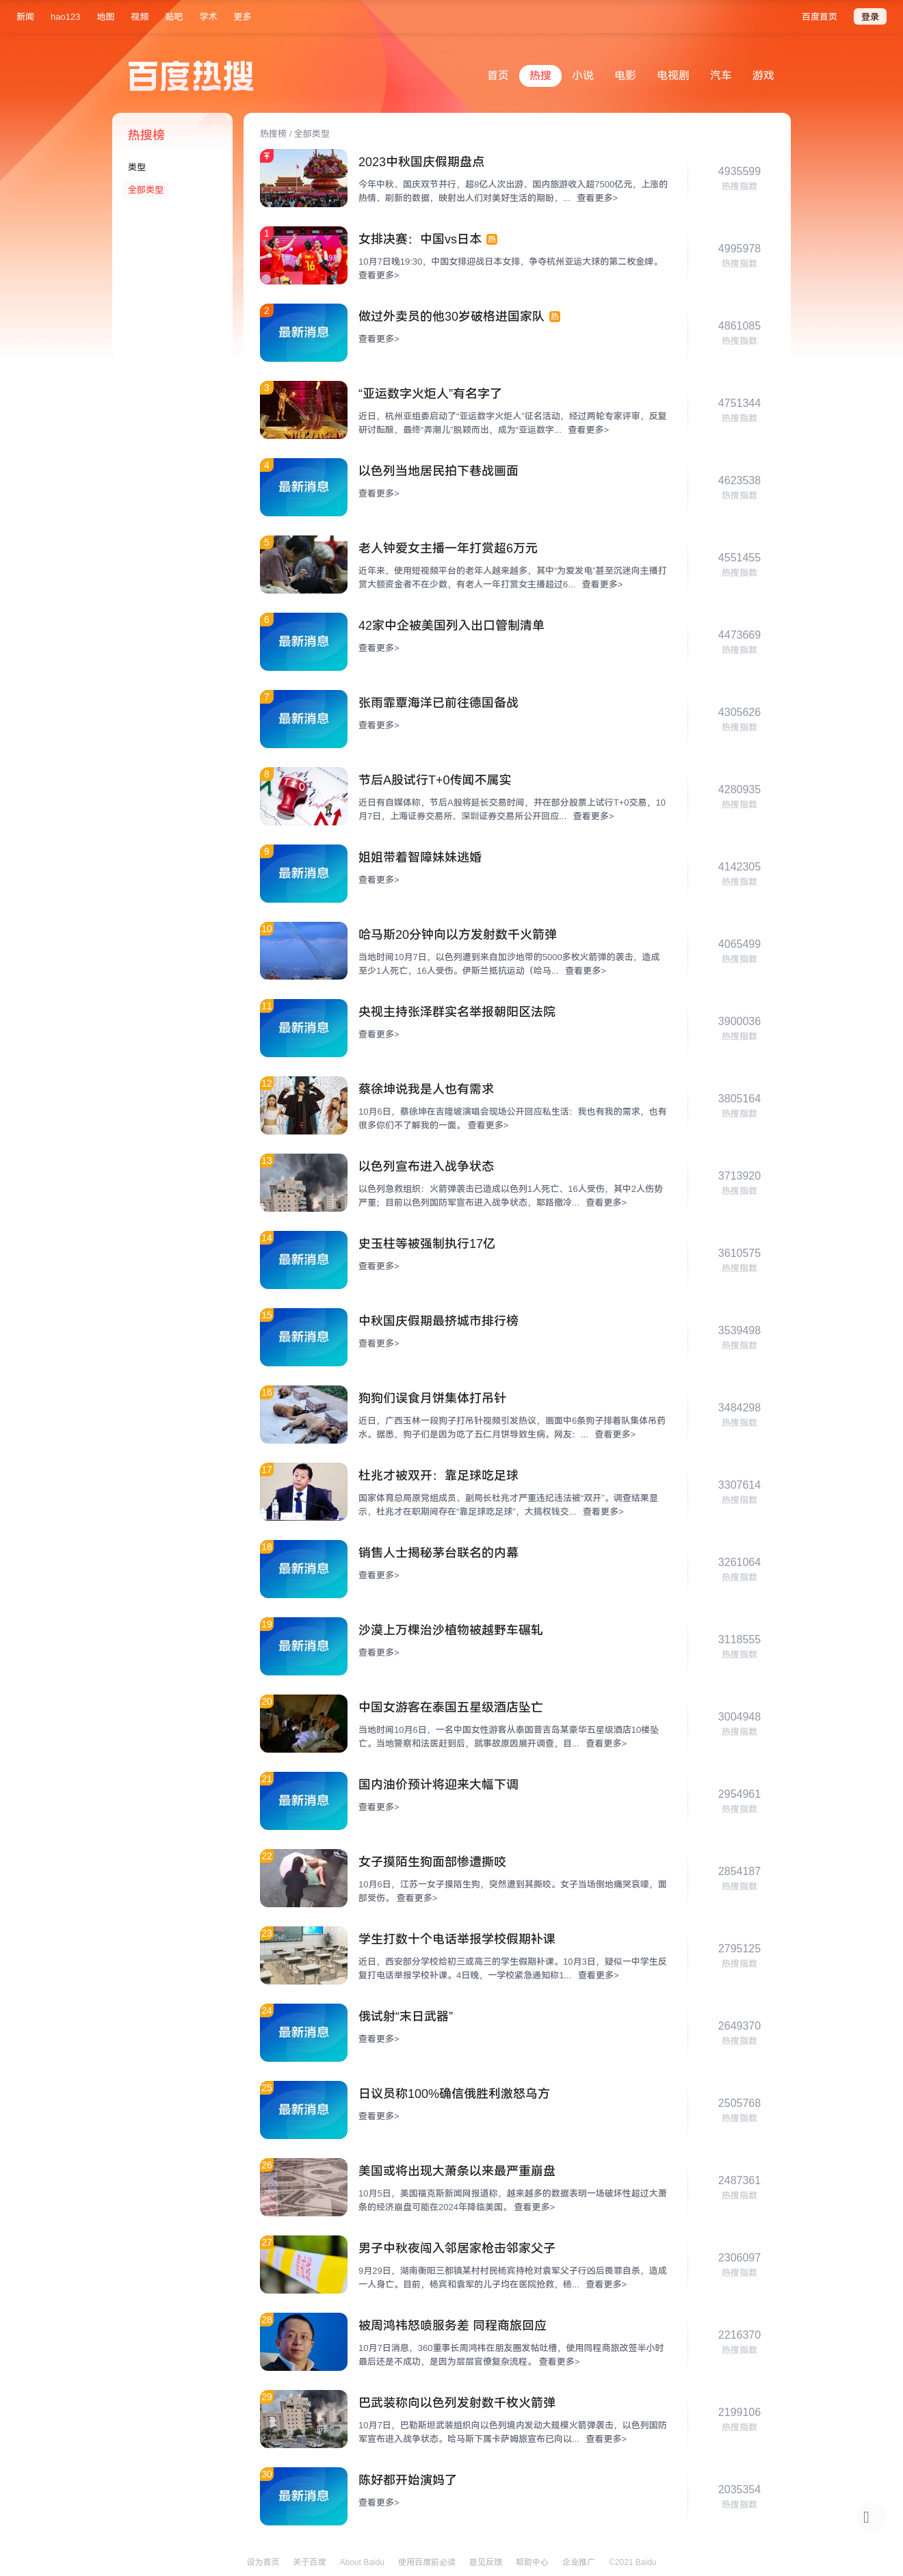 新闻 hao123 地图 视频 贴吧 学术 更多 百度首页 登录
百度热搜 首页 热搜 小说 电影 电视剧 汽车 游戏
热搜榜
类型
全部类型
热搜榜 / 全部类型
2023中秋国庆假期盘点
今年中秋、国庆双节并行，超8亿人次出游、国内旅游收入超7500亿元，上涨的
热情、刷新的数据，映射出人们对美好生活的期盼，... 查看更多>
4935599
热搜指数
1
女排决赛：中国vs日本 热
10月7日晚19:30，中国女排迎战日本女排，争夺杭州亚运大球的第二枚金牌。
查看更多>
4995978
热搜指数
2
最新消息
做过外卖员的他30岁破格进国家队 热
查看更多>
4861085
热搜指数
3
“亚运数字火炬人”有名字了
近日，杭州亚组委启动了“亚运数字火炬人”征名活动，经过两轮专家评审，反复
研讨酝酿，最终“弄潮儿”脱颖而出，成为“亚运数字... 查看更多>
4751344
热搜指数
4
最新消息
以色列当地居民拍下巷战画面
查看更多>
4623538
热搜指数
5
老人钟爱女主播一年打赏超6万元
近年来，使用短视频平台的老年人越来越多，其中“为爱发电”甚至沉迷向主播打
赏大额资金者不在少数，有老人一年打赏女主播超过6... 查看更多>
4551455
热搜指数
6
最新消息
42家中企被美国列入出口管制清单
查看更多>
4473669
热搜指数
7
最新消息
张雨霏覃海洋已前往德国备战
查看更多>
4305626
热搜指数
8
节后A股试行T+0传闻不属实
近日有自媒体称，节后A股将延长交易时间，并在部分股票上试行T+0交易，10
月7日，上海证券交易所、深圳证券交易所公开回应... 查看更多>
4280935
热搜指数
9
最新消息
姐姐带着智障妹妹逃婚
查看更多>
4142305
热搜指数
10
哈马斯20分钟向以方发射数千火箭弹
当地时间10月7日，以色列遭到来自加沙地带的5000多枚火箭弹的袭击，造成
至少1人死亡，16人受伤。伊斯兰抵抗运动（哈马... 查看更多>
4065499
热搜指数
11
最新消息
央视主持张泽群实名举报朝阳区法院
查看更多>
3900036
热搜指数
12
蔡徐坤说我是人也有需求
10月6日，蔡徐坤在吉隆坡演唱会现场公开回应私生活：我也有我的需求，也有
很多你们不了解我的一面。 查看更多>
3805164
热搜指数
13
以色列宣布进入战争状态
以色列急救组织：火箭弹袭击已造成以色列1人死亡、16人受伤，其中2人伤势
严重；目前以色列国防军宣布进入战争状态，耶路撒冷... 查看更多>
3713920
热搜指数
14
最新消息
史玉柱等被强制执行17亿
查看更多>
3610575
热搜指数
15
最新消息
中秋国庆假期最挤城市排行榜
查看更多>
3539498
热搜指数
16
狗狗们误食月饼集体打吊针
近日，广西玉林一段狗子打吊针视频引发热议，画面中6条狗子排着队集体吊药
水。据悉，狗子们是因为吃了五仁月饼导致生病。网友：... 查看更多>
3484298
热搜指数
17
杜兆才被双开：靠足球吃足球
国家体育总局原党组成员、副局长杜兆才严重违纪违法被“双开”。调查结果显
示，杜兆才在职期间存在“靠足球吃足球”，大搞权钱交... 查看更多>
3307614
热搜指数
18
最新消息
销售人士揭秘茅台联名的内幕
查看更多>
3261064
热搜指数
19
最新消息
沙漠上万棵治沙植物被越野车碾轧
查看更多>
3118555
热搜指数
20
中国女游客在泰国五星级酒店坠亡
当地时间10月6日，一名中国女性游客从泰国普吉岛某豪华五星级酒店10楼坠
亡。当地警察和法医赶到后，就事故原因展开调查，目... 查看更多>
3004948
热搜指数
21
最新消息
国内油价预计将迎来大幅下调
查看更多>
2954961
热搜指数
22
女子摸陌生狗面部惨遭撕咬
10月6日，江苏一女子摸陌生狗，突然遭到其撕咬。女子当场倒地痛哭哀嚎，面
部受伤。 查看更多>
2854187
热搜指数
23
学生打数十个电话举报学校假期补课
近日，西安部分学校给初三或高三的学生假期补课。10月3日，疑似一中学生反
复打电话举报学校补课。4日晚，一学校紧急通知称1... 查看更多>
2795125
热搜指数
24
最新消息
俄试射“末日武器”
查看更多>
2649370
热搜指数
25
最新消息
日议员称100%确信俄胜利激怒乌方
查看更多>
2505768
热搜指数
26
美国或将出现大萧条以来最严重崩盘
10月5日，美国福克斯新闻网报道称，越来越多的数据表明一场破坏性超过大萧
条的经济崩盘可能在2024年降临美国。 查看更多>
2487361
热搜指数
27
男子中秋夜闯入邻居家枪击邻家父子
9月29日，湖南衡阳三都镇某村村民杨宾持枪对袁军父子行凶后畏罪自杀，造成
一人身亡。目前，杨宾和袁军的儿子均在医院抢救，杨... 查看更多>
2306097
热搜指数
28
被周鸿祎怒喷服务差 同程商旅回应
10月7日消息，360董事长周鸿祎在朋友圈发帖吐槽，使用同程商旅改签半小时
最后还是不成功，是因为层层官僚复杂流程。 查看更多>
2216370
热搜指数
29
巴武装称向以色列发射数千枚火箭弹
10月7日，巴勒斯坦武装组织向以色列境内发动大规模火箭弹袭击，以色列国防
军宣布进入战争状态。哈马斯下属卡萨姆旅宣布已向以... 查看更多>
2199106
热搜指数
30
最新消息
陈好都开始演妈了
查看更多>
2035354
热搜指数
设为首页 关于百度 About Baidu 使用百度前必读 意见反馈 帮助中心 企业推广 ©2021 Baidu